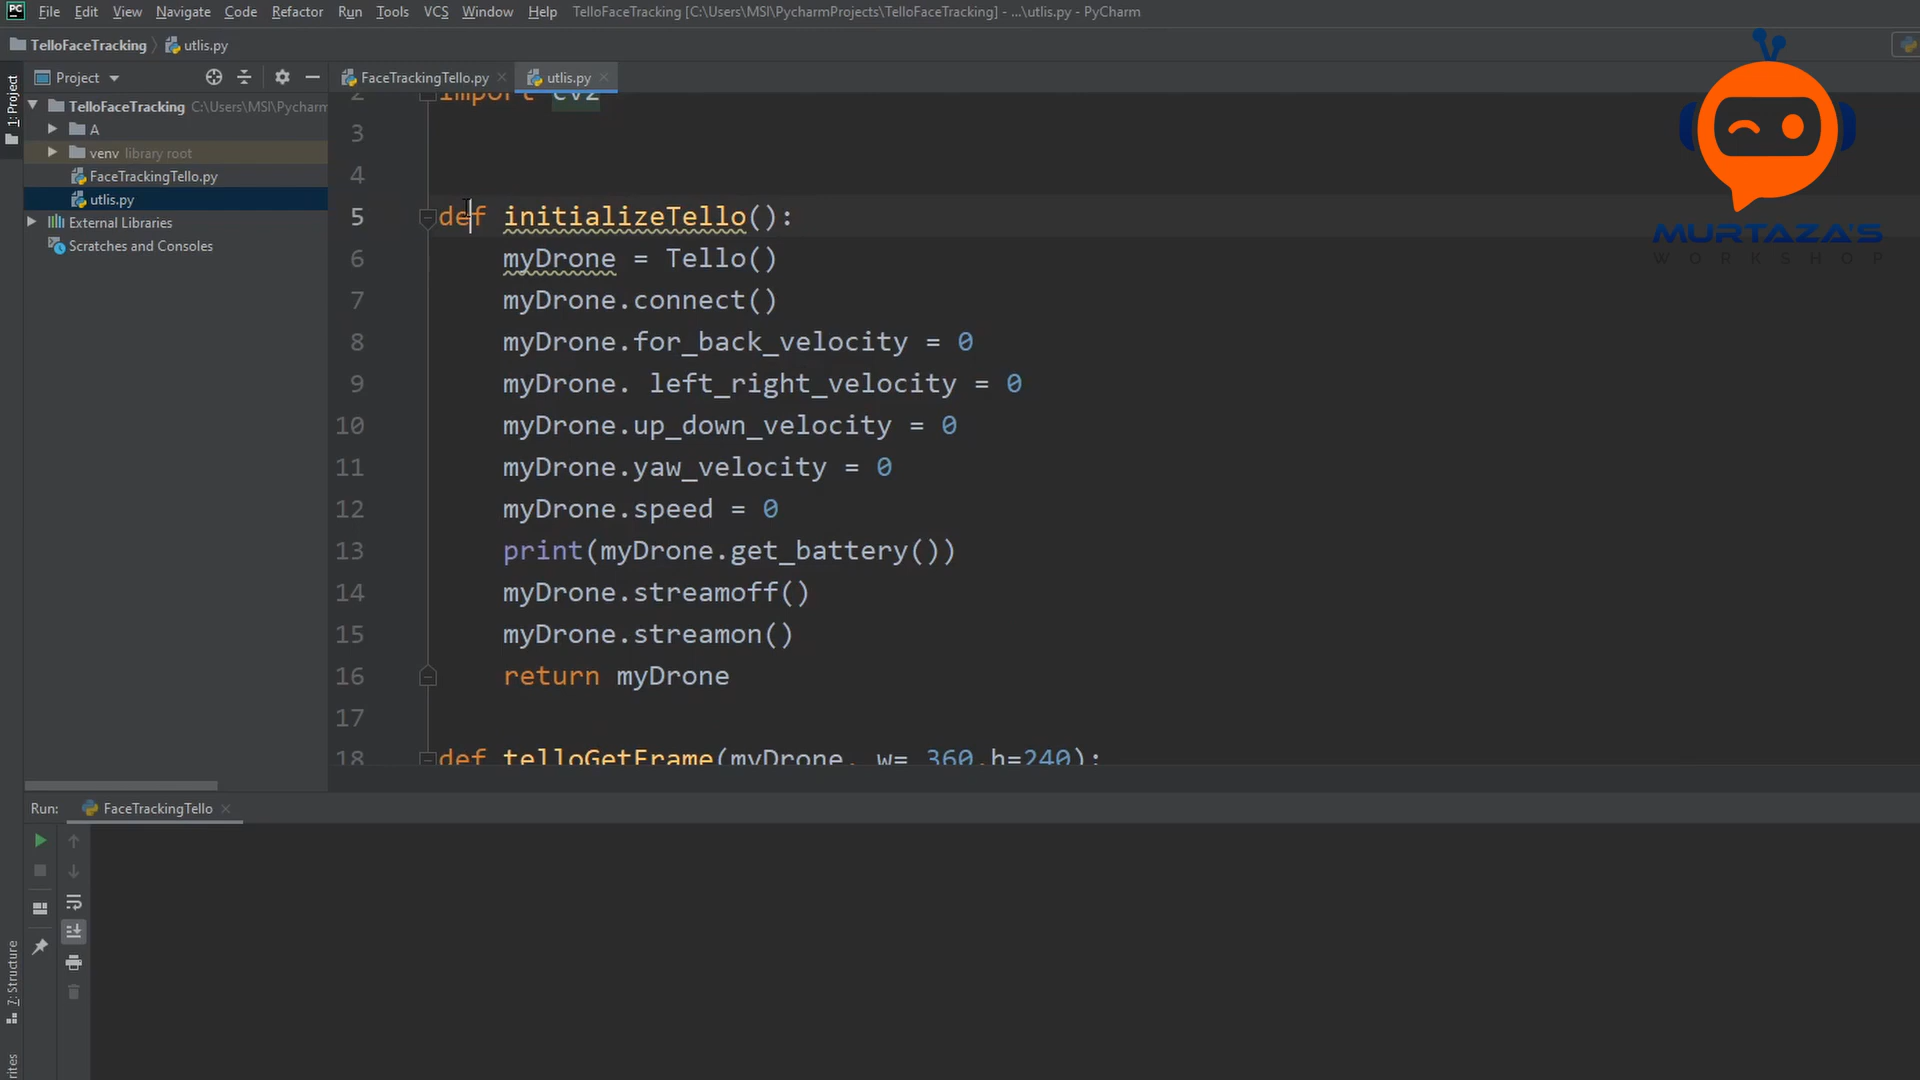 PC File Edit View Navigate Code Refactor Run Tools VCS Window Help TelloFaceTracking [C:\Users\MSI\PycharmProjects\TelloFaceTracking] - ...\utlis.py - PyCharm
TelloFaceTracking utlis.py
1: Project
Project
FaceTrackingTello.py utlis.py
TelloFaceTracking C:\Users\MSI\Pycharm
A
venv library root
FaceTrackingTello.py
utlis.py
External Libraries
Scratches and Consoles
2 import cv2
3
4
5 def initializeTello():
6 myDrone = Tello()
7 myDrone.connect()
8 myDrone.for_back_velocity = 0
9 myDrone. left_right_velocity = 0
10 myDrone.up_down_velocity = 0
11 myDrone.yaw_velocity = 0
12 myDrone.speed = 0
13 print(myDrone.get_battery())
14 myDrone.streamoff()
15 myDrone.streamon()
16 return myDrone
17
18 def telloGetFrame(myDrone, w= 360,h=240):
MURTAZA'S
WORKSHOP
Run: FaceTrackingTello
7: Structure
rites